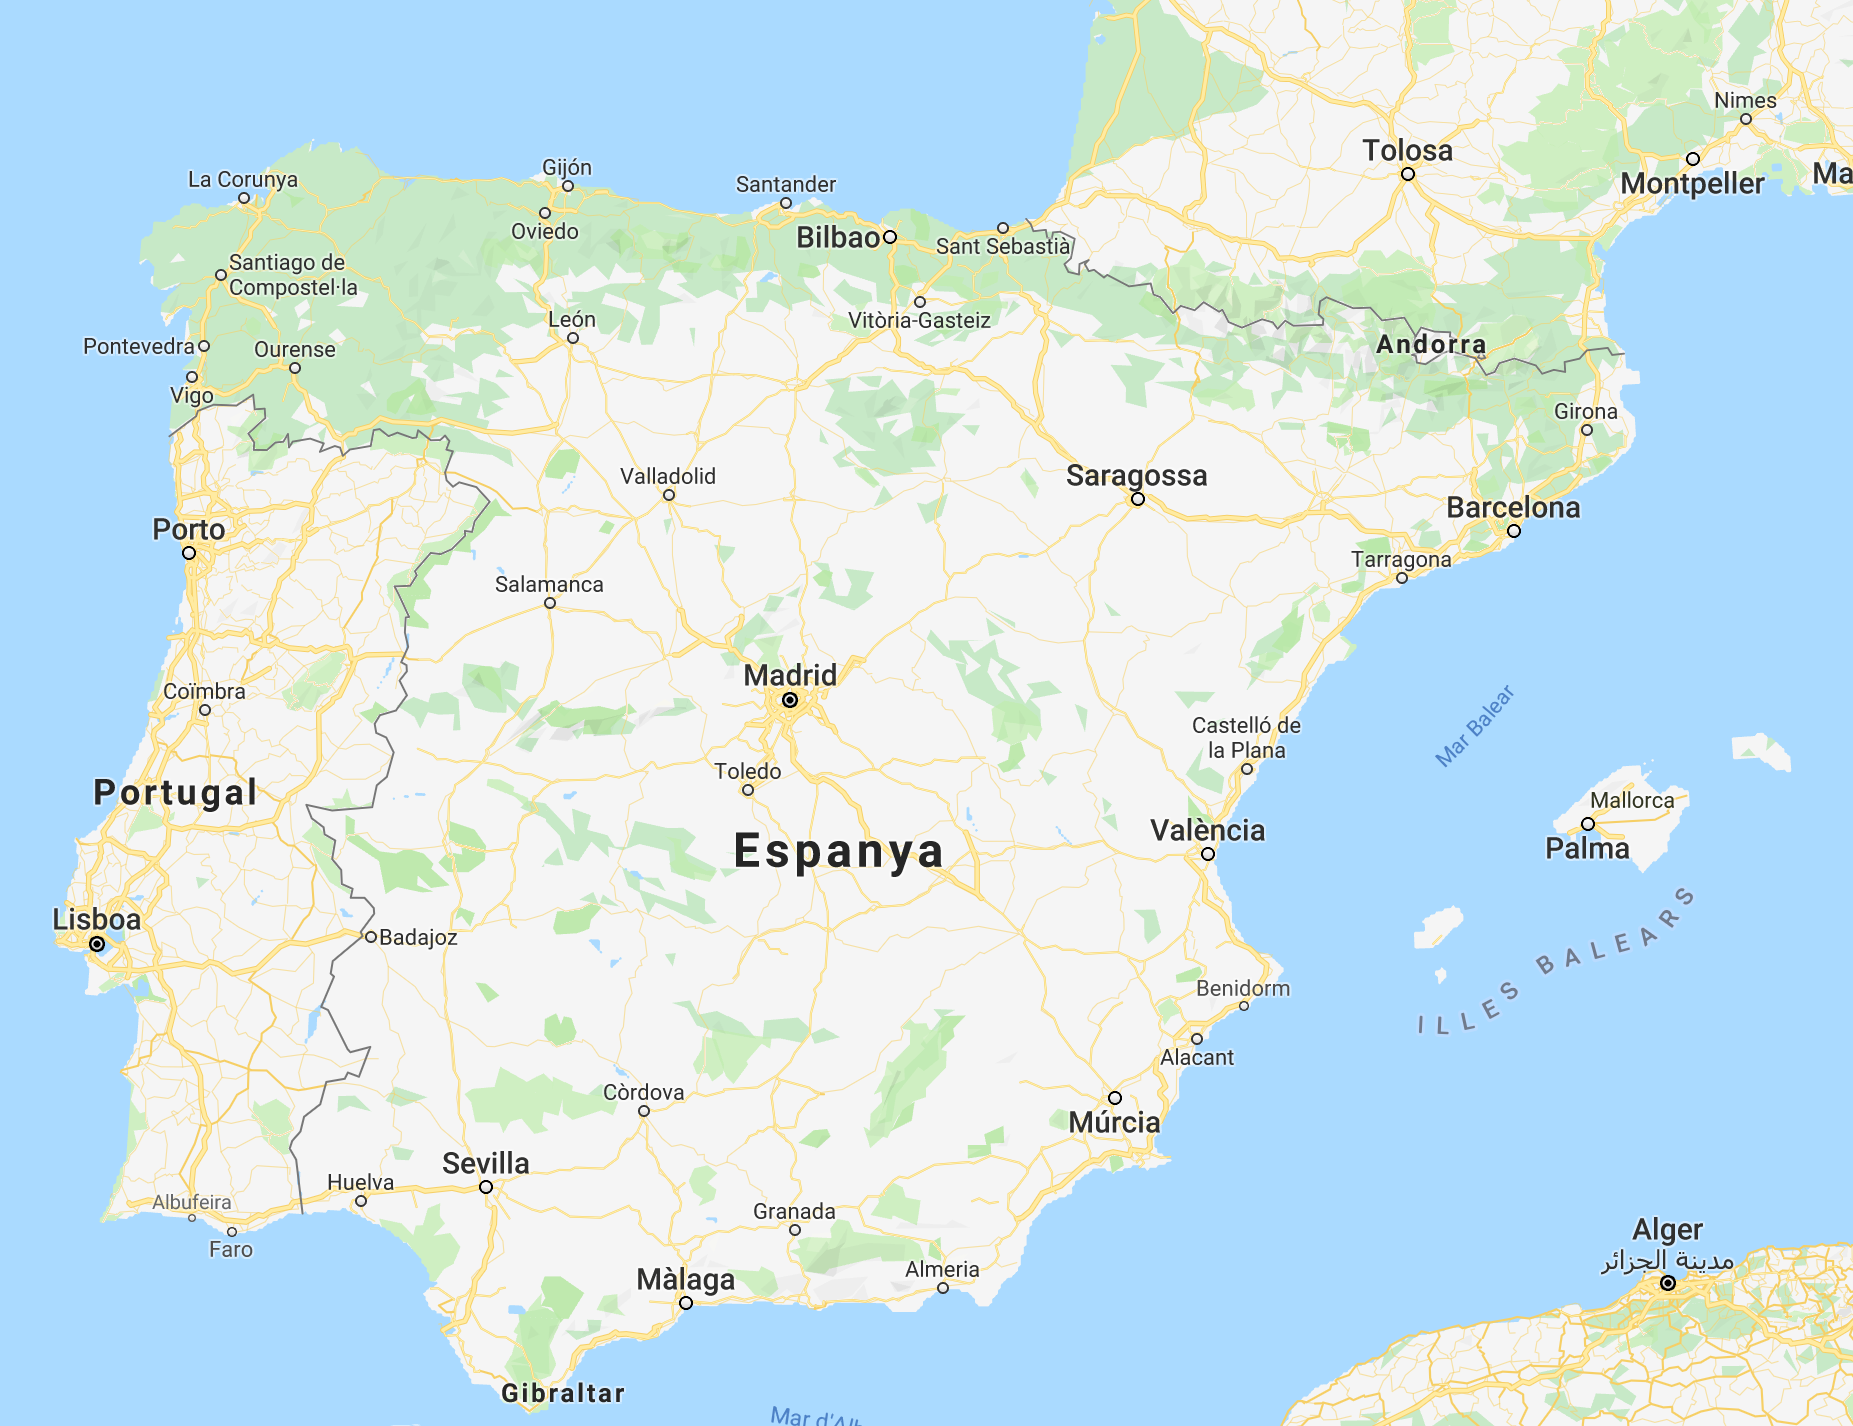 Nimes
Tolosa
Montpeller
Ma
Gijón
La Corunya
Santander
Oviedo
Bilbao
Sant Sebastià
Santiago de
Compostel·la
León
Vitòria-Gasteiz
Pontevedra
Ourense
Andorra
Vigo
Girona
Valladolid
Saragossa
Barcelona
Porto
Tarragona
Salamanca
Madrid
Coïmbra
Mar Balear
Castelló de
la Plana
Toledo
Portugal
Mallorca
València
Espanya
Palma
Lisboa
Badajoz
ILLES BALEARS
Benidorm
Alacant
Còrdova
Múrcia
Sevilla
Huelva
Albufeira
Granada
Faro
Alger
مدينة الجزائر
Almeria
Màlaga
Gibraltar
Mar d'Alb